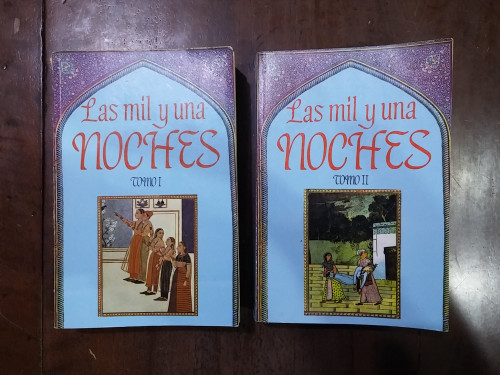 Las mil y una
NOCHES
TOMO I
Las mil y una
NOCHES
TOMO II